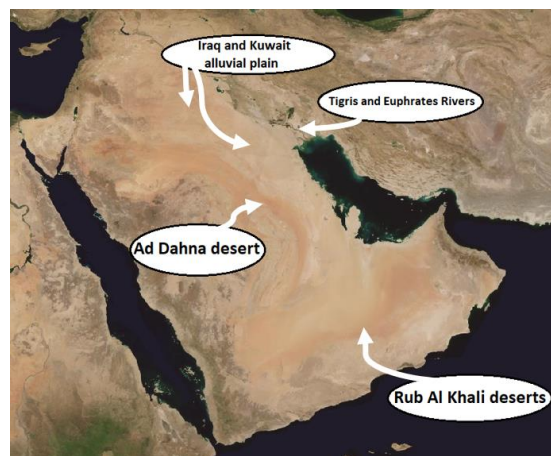 Iraq and Kuwait
alluvial plain
Tigris and Euphrates Rivers
Ad Dahna desert
Rub Al Khali deserts